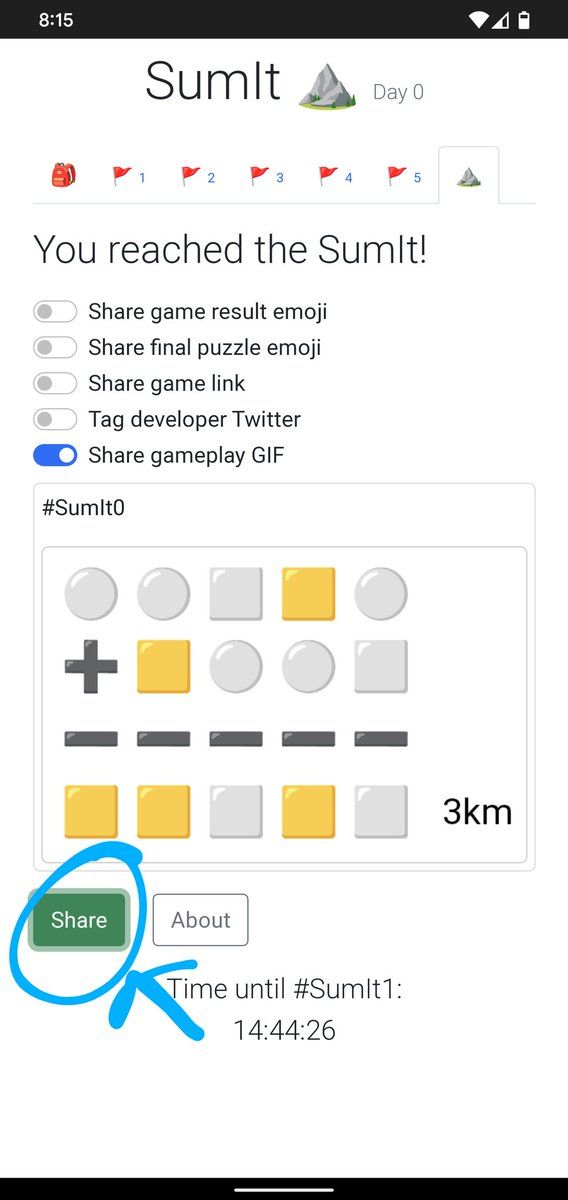 8:15
SumIt Day 0
1 2 3 4 5
You reached the SumIt!
Share game result emoji
Share final puzzle emoji
Share game link
Tag developer Twitter
Share gameplay GIF
#SumIt0
3km
Share About
Time until #SumIt1:
14:44:26